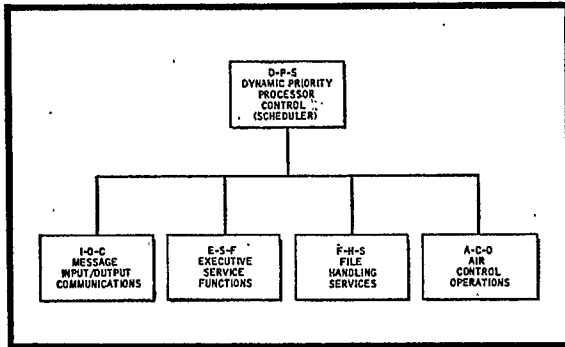 D-P-S
DYNAMIC PRIORITY
PROCESSOR
CONTROL
(SCHEDULER)
I-O-C
MESSAGE
INPUT/OUTPUT
COMMUNICATIONS
E-S-F
EXECUTIVE
SERVICE
FUNCTIONS
F-H-S
FILE
HANDLING
SERVICES
A-C-O
AIR
CONTROL
OPERATIONS